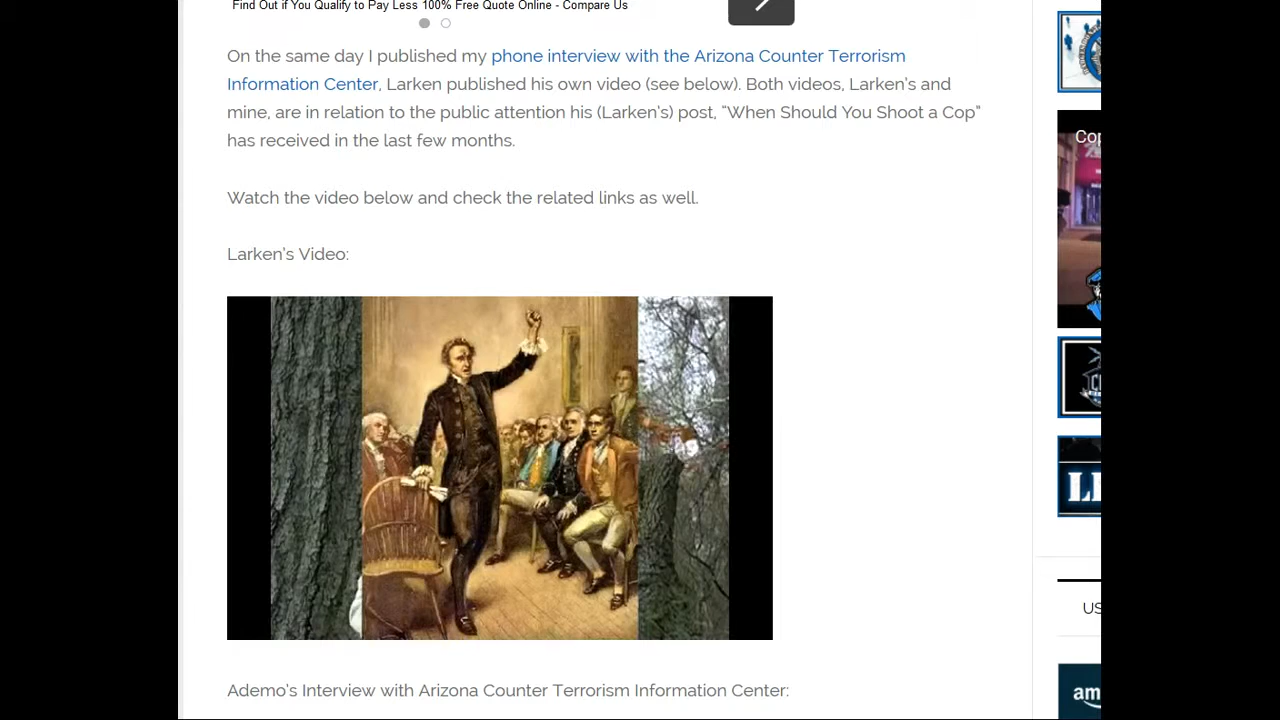 Find Out if You Qualify to Pay Less 100% Free Quote Online - Compare Us
On the same day I published my phone interview with the Arizona Counter Terrorism
Information Center, Larken published his own video (see below). Both videos, Larken’s and
mine, are in relation to the public attention his (Larken’s) post, “When Should You Shoot a Cop”
has received in the last few months.
Watch the video below and check the related links as well.
Larken’s Video:
Ademo’s Interview with Arizona Counter Terrorism Information Center:
Cop
US
am